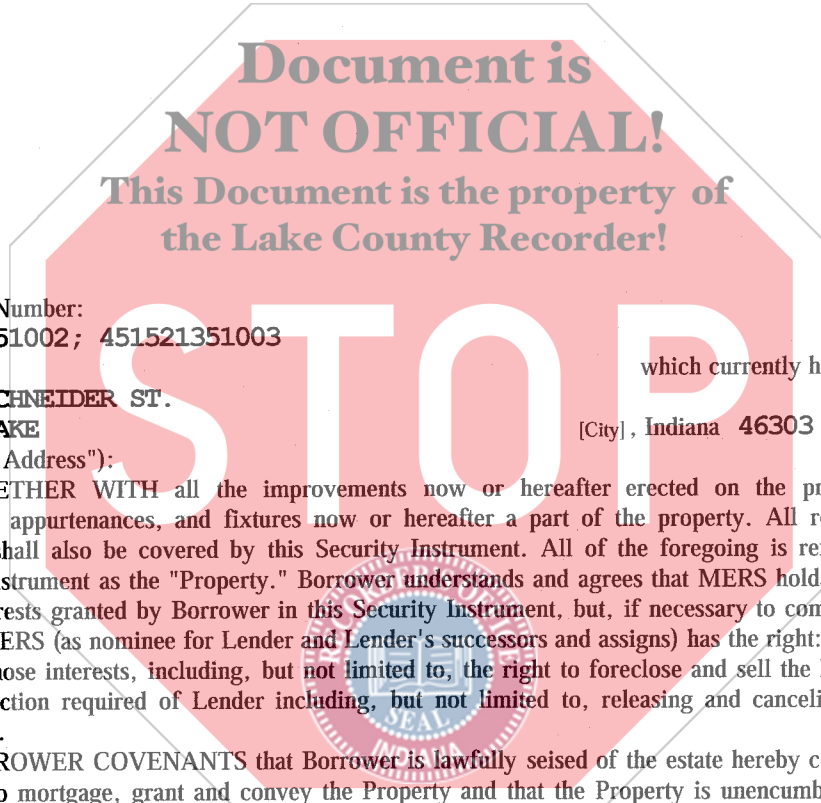 Document is
NOT OFFICIAL!
This Document is the property of
the Lake County Recorder!
STOP
Number:
51002; 451521351003
which currently h
CHNEIDER ST.
AKE [City], Indiana 46303
Address"):
ETHER WITH all the improvements now or hereafter erected on the pr
appurtenances, and fixtures now or hereafter a part of the property. All r
shall also be covered by this Security Instrument. All of the foregoing is re
strument as the "Property." Borrower understands and agrees that MERS hold
rests granted by Borrower in this Security Instrument, but, if necessary to com
ERS (as nominee for Lender and Lender's successors and assigns) has the right:
ose interests, including, but not limited to, the right to foreclose and sell the
ction required of Lender including, but not limited to, releasing and canceli
ROWER COVENANTS that Borrower is lawfully seised of the estate hereby c
o mortgage, grant and convey the Property and that the Property is unencumb
SEAL
INDIANA